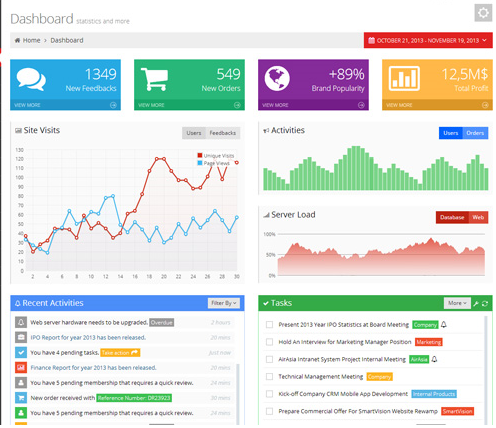 Dashboard statistics and more
Home > Dashboard
OCTOBER 21, 2013 - NOVEMBER 19, 2013
1349
New Feedbacks
VIEW MORE
549
New Orders
VIEW MORE
+89%
Brand Popularity
VIEW MORE
12,5M$
Total Profit
VIEW MORE
Site Visits
Users Feedbacks
Unique Visits
Page Views
130
120
110
100
90
80
70
60
50
40
30
20
10
0
2 4 6 8 10 12 14 16 18 20 22 24 26 28 30
Activities
Users Orders
Server Load
Database Web
100%
50%
0%
Recent Activities
Filter By
Web server hardware needs to be upgraded. Overdue 2 hours
IPO Report for year 2013 has been released. 20 mins
You have 4 pending tasks. Take action Just now
Finance Report for year 2013 has been released. 20 mins
You have 5 pending membership that requires a quick review. 24 mins
New order received with Reference Number: DR23923 30 mins
You have 5 pending membership that requires a quick review. 24 mins
Tasks
More
Present 2013 Year IPO Statistics at Board Meeting Company
Hold An Interview for Marketing Manager Position Marketing
AirAsia Intranet System Project Internal Meeting AirAsia
Technical Management Meeting Company
Kick-off Company CRM Mobile App Development Internal Products
Prepare Commercial Offer For SmartVision Website Rewamp SmartVision